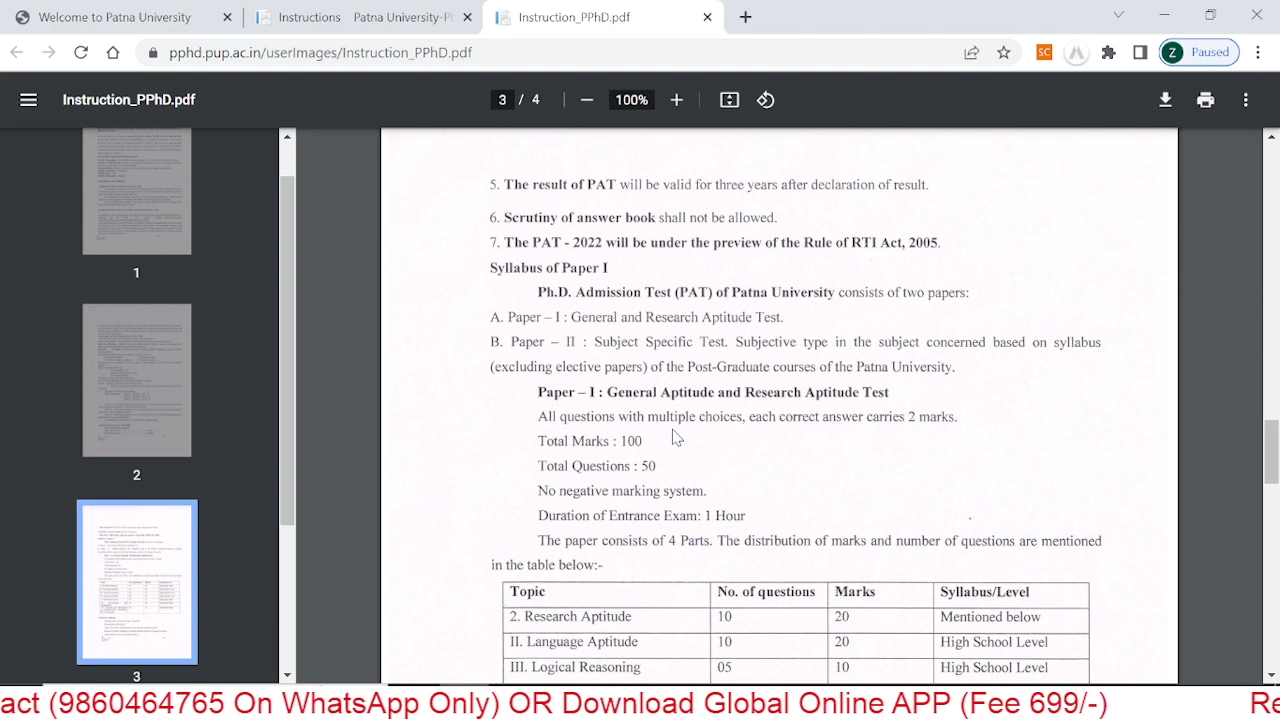 Welcome to Patna University
Instructions Patna University-Pl
Instruction_PPhD.pdf
pphd.pup.ac.in/userImages/Instruction_PPhD.pdf
SC
Z Paused
Instruction_PPhD.pdf
3 / 4
100%
5. The score of PAT will be valid for three years after declaration of result.
6. Scrutiny of answer book shall not be allowed.
7. The PAT - 2022 will be under the preview of the Rule of RTI Act, 2005.
Syllabus of Paper I
Ph.D. Admission Test (PAT) of Patna University consists of two papers:
A. Paper – I : General and Research Aptitude Test.
B. Paper – II : Subject Specific Test. Subjective type in the subject concerned based on syllabus
(excluding elective papers) of the Post-Graduate courses of the Patna University.
I : General Aptitude and Research Aptitude Test
questions with multiple choices, each correct answer carries 2 marks.
Total Marks : 100
Total Questions : 50
No negative marking system.
Duration of Entrance Exam: 1 Hour
paper consists of 4 Parts. The distribution of marks and number of questions are mentioned
in the table below:-
Topic No. of question Marks Syllabus/Level
2. Research Aptitude 10 Mentioned below
II. Language Aptitude 10 20 High School Level
III. Logical Reasoning 05 10 High School Level
1
2
3
act (9860464765 On WhatsApp Only) OR Download Global Online APP (Fee 699/-) Re